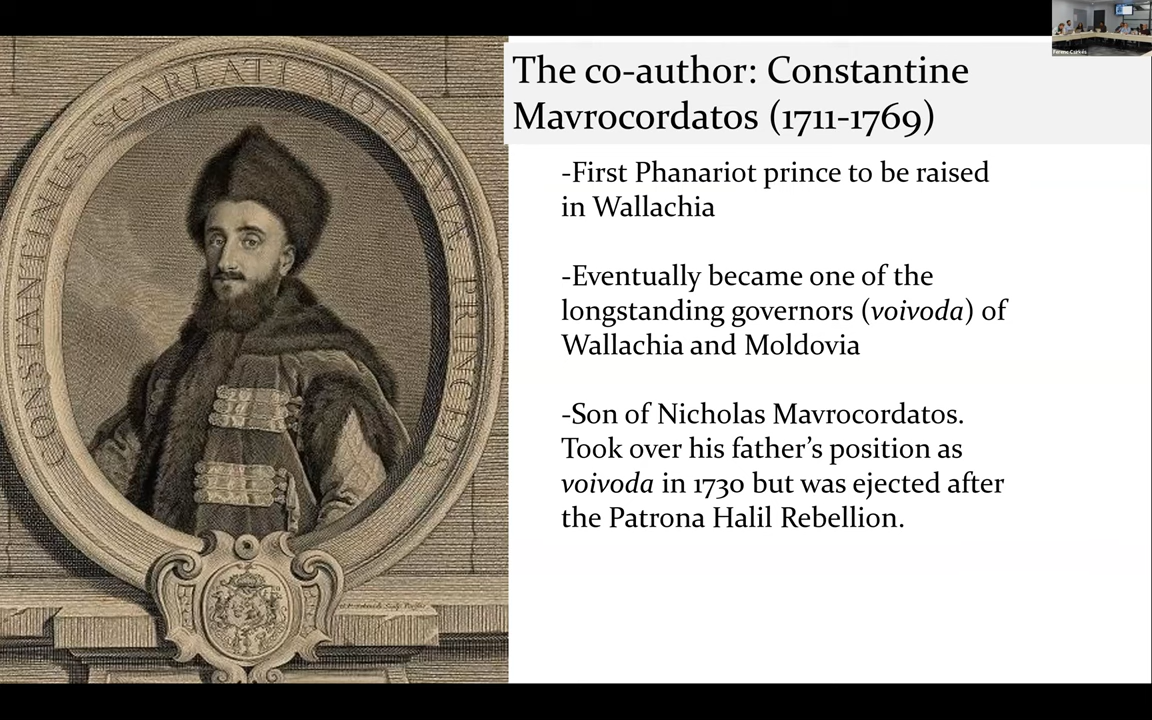 The co-author: Constantine
Mavrocordatos (1711-1769)
-First Phanariot prince to be raised
in Wallachia
-Eventually became one of the
longstanding governors (voivoda) of
Wallachia and Moldovia
-Son of Nicholas Mavrocordatos.
Took over his father’s position as
voivoda in 1730 but was ejected after
the Patrona Halil Rebellion.
CONSTANTINUS SCARLATI MOLDAVIÆ PRINCEPS